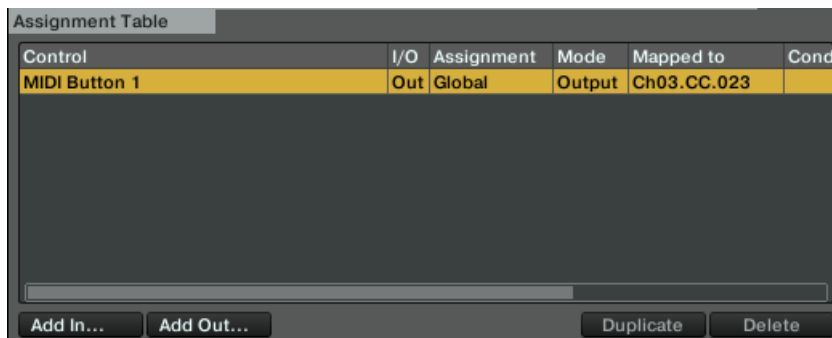 Assignment Table
Control I/O Assignment Mode Mapped to Cond
MIDI Button 1 Out Global Output Ch03.CC.023
Add In... Add Out... Duplicate Delete